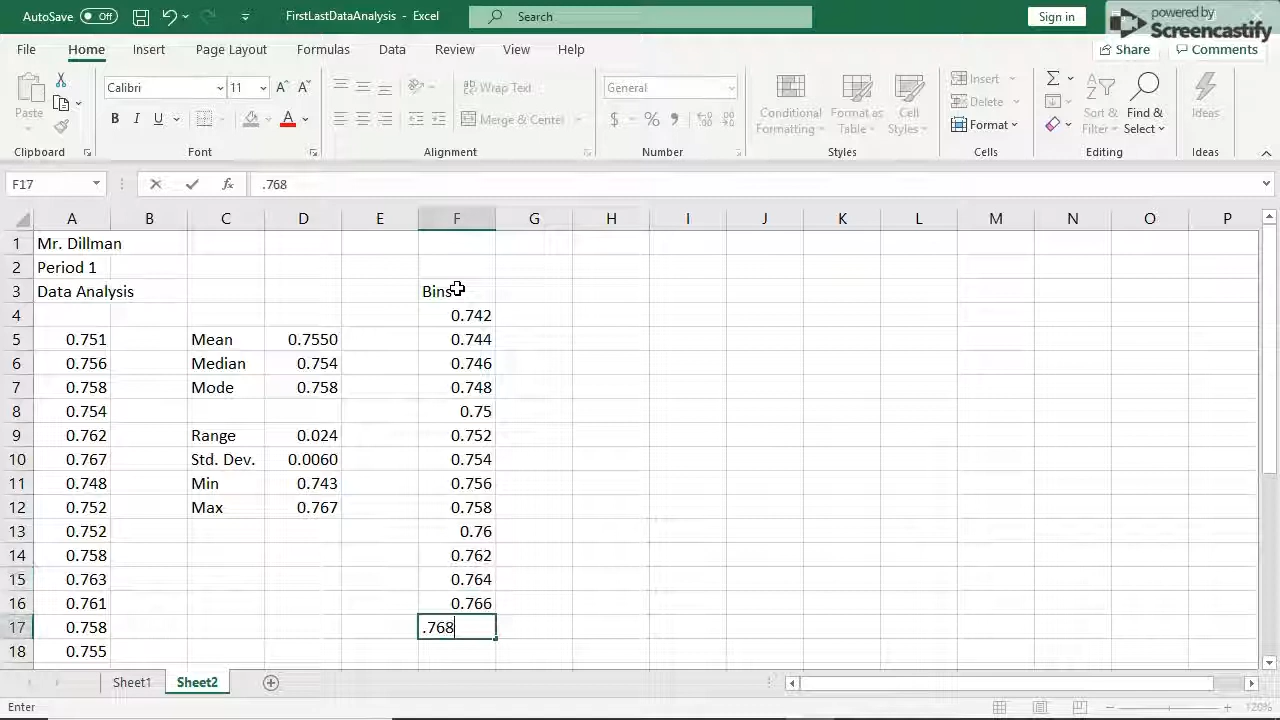 AutoSave Off FirstLastDataAnalysis - Excel Search Sign in
powered by
Screencastify
File Home Insert Page Layout Formulas Data Review View Help Share Comments
Paste Calibri 11 A A Wrap Text General Conditional Formatting Format as Table Cell Styles Insert Sort & Filter Find & Select Ideas
B I U A Merge & Center $ % Delete
Format
Clipboard Font Alignment Number Styles Cells Editing Ideas
F17 fx .768
A B C D E F G H I J K L M N O P
1 Mr. Dillman
2 Period 1
3 Data Analysis Bins
4 0.742
5 0.751 Mean 0.7550 0.744
6 0.756 Median 0.754 0.746
7 0.758 Mode 0.758 0.748
8 0.754 0.75
9 0.762 Range 0.024 0.752
10 0.767 Std. Dev. 0.0060 0.754
11 0.748 Min 0.743 0.756
12 0.752 Max 0.767 0.758
13 0.752 0.76
14 0.758 0.762
15 0.763 0.764
16 0.761 0.766
17 0.758 .768
18 0.755
Sheet1 Sheet2
Enter 120%